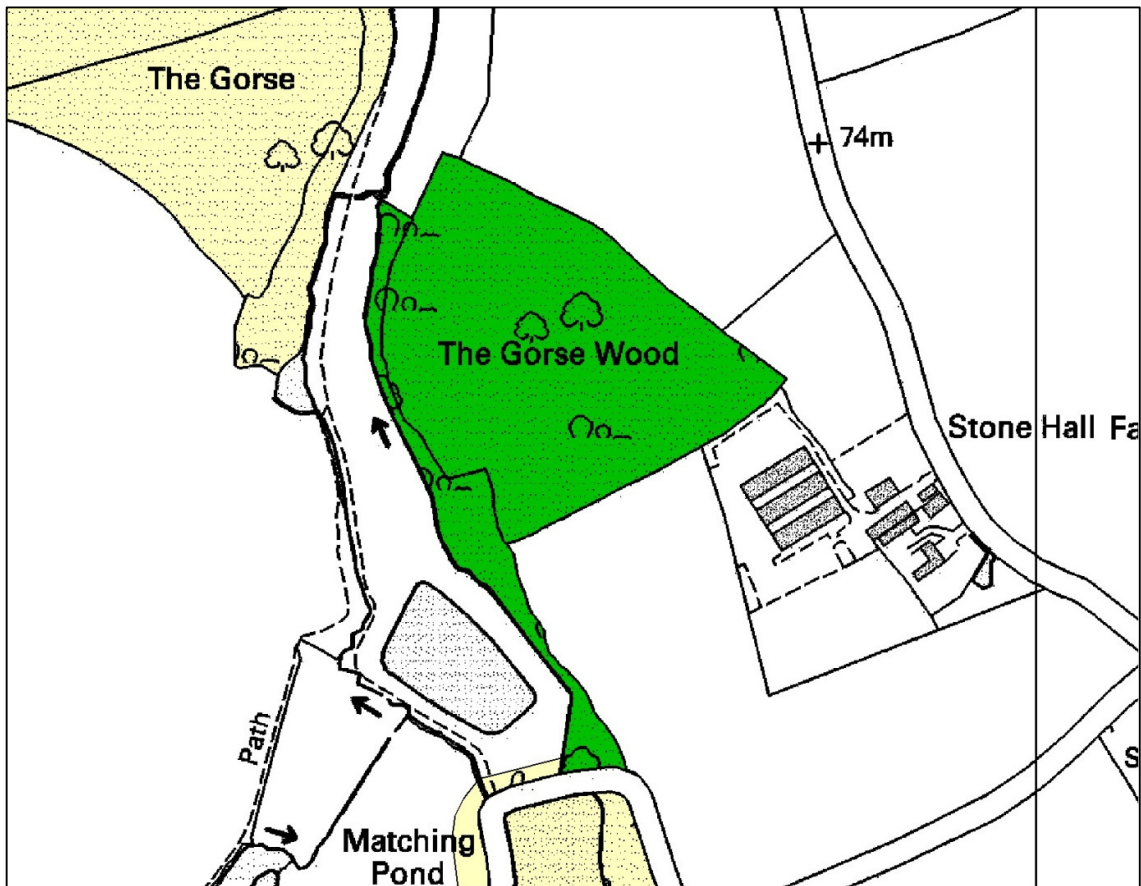 The Gorse
74m
The Gorse Wood
Stone Hall Fa
Path
S
Matching
Pond